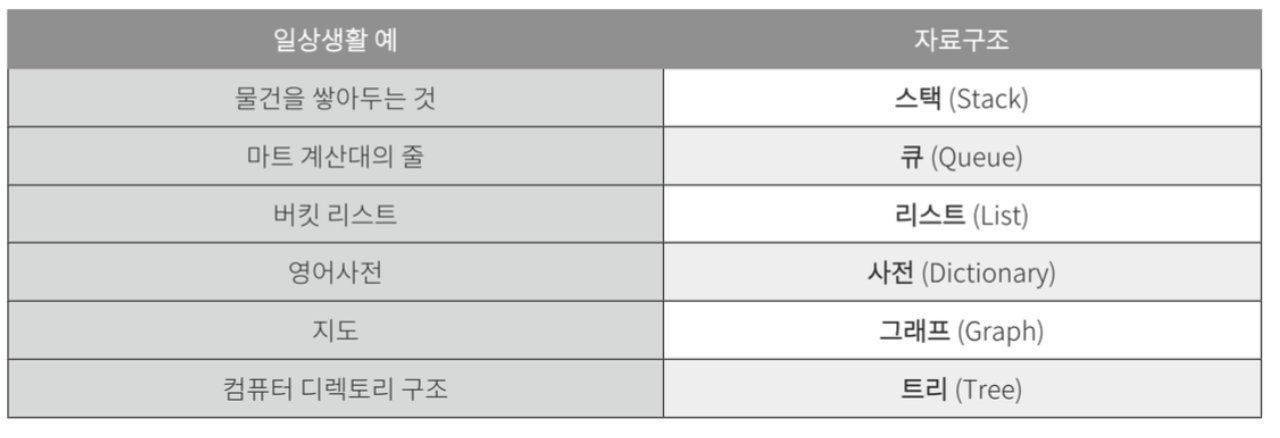 일상생활 예 자료구조
물건을 쌓아두는 것 스택 (Stack)
마트 계산대의 줄 큐 (Queue)
버킷 리스트 리스트 (List)
영어사전 사전 (Dictionary)
지도 그래프 (Graph)
컴퓨터 디렉토리 구조 트리 (Tree)